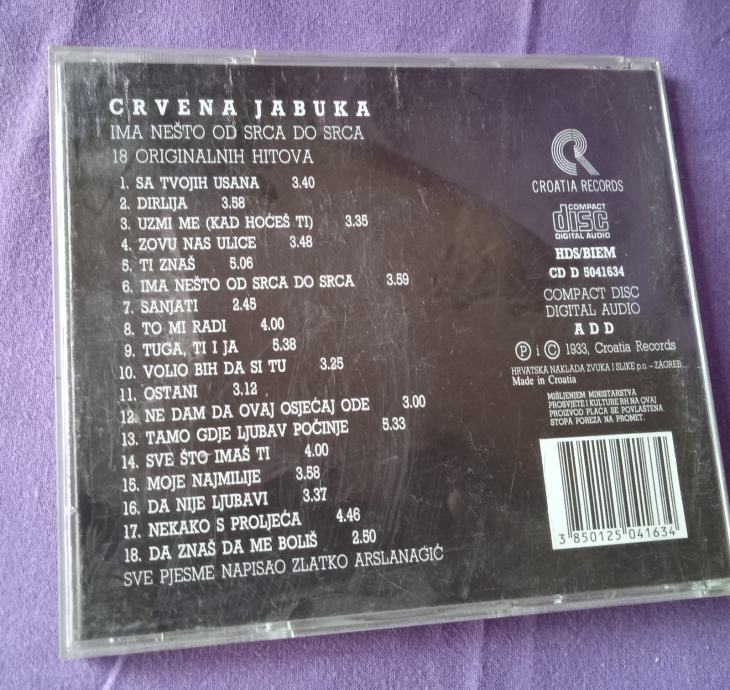 CRVENA JABUKA
IMA NEŠTO OD SRCA DO SRCA
18 ORIGINALNIH HITOVA
1. SA TVOJIH USANA 3.40
2. DIRLIJA 3.58
3. UZMI ME (KAD HOĆEŠ TI) 3.35
4. ZOVU NAS ULICE 3.48
5. TI ZNAŠ 5.06
6. IMA NEŠTO OD SRCA DO SRCA 3.59
7. SANJATI 2.45
8. TO MI RADI 4.00
9. TUGA, TI I JA 5.38
10. VOLIO BIH DA SI TU 3.25
11. OSTANI 3.12
12. NE DAM DA OVAJ OSJEĆAJ ODE 3.00
13. TAMO GDJE LJUBAV POČINJE 5.33
14. SVE ŠTO IMAŠ TI 4.00
15. MOJE NAJMILIJE 3.58
16. DA NIJE LJUBAVI 3.37
17. NEKAKO S PROLJEĆA 4.46
18. DA ZNAŠ DA ME BOLIŠ 2.50
SVE PJESME NAPISAO ZLATKO ARSLANAGIĆ
CROATIA RECORDS
COMPACT
disc
DIGITAL AUDIO
HDS/BIEM
CD D 5041634
COMPACT DISC
DIGITAL AUDIO
ADD
Ⓟ i © 1933, Croatia Records
HRVATSKA NAKLADA ZVUKA I SLIKE p.o. – ZAGREB
Made in Croatia
MIŠLJENJEM MINISTARSTVA
PROSVJETE I KULTURE RH NA OVAJ
PROIZVOD PLAĆA SE POVLAŠTENA
STOPA POREZA NA PROMET.
3 850125 041634